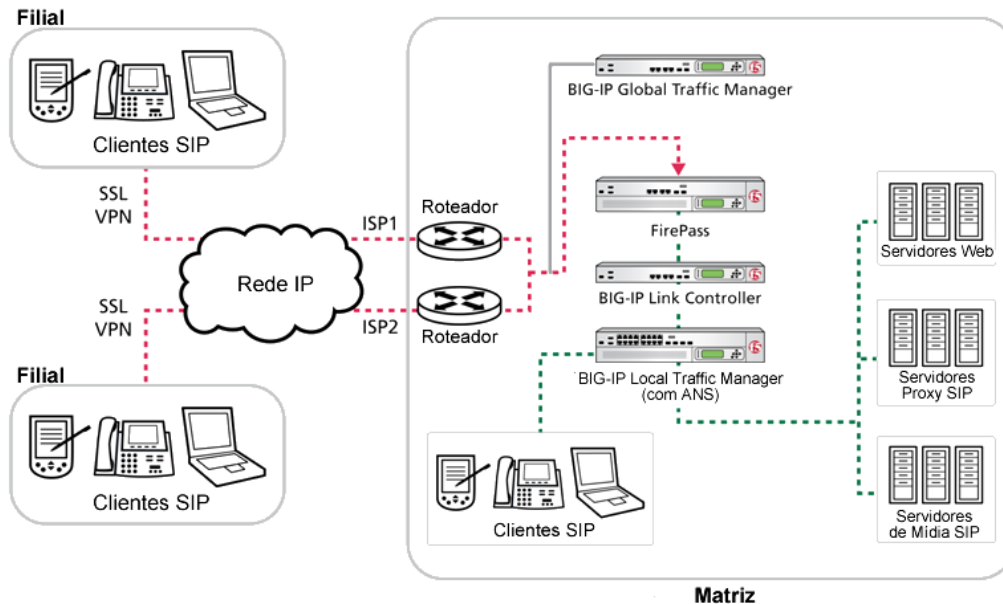 Filial
Clientes SIP
SSL
VPN
Rede IP
SSL
VPN
Filial
Clientes SIP
ISP1
Roteador
ISP2
Roteador
BIG-IP Global Traffic Manager
FirePass
BIG-IP Link Controller
BIG-IP Local Traffic Manager
(com ANS)
Clientes SIP
Servidores Web
Servidores
Proxy SIP
Servidores
de Mídia SIP
Matriz